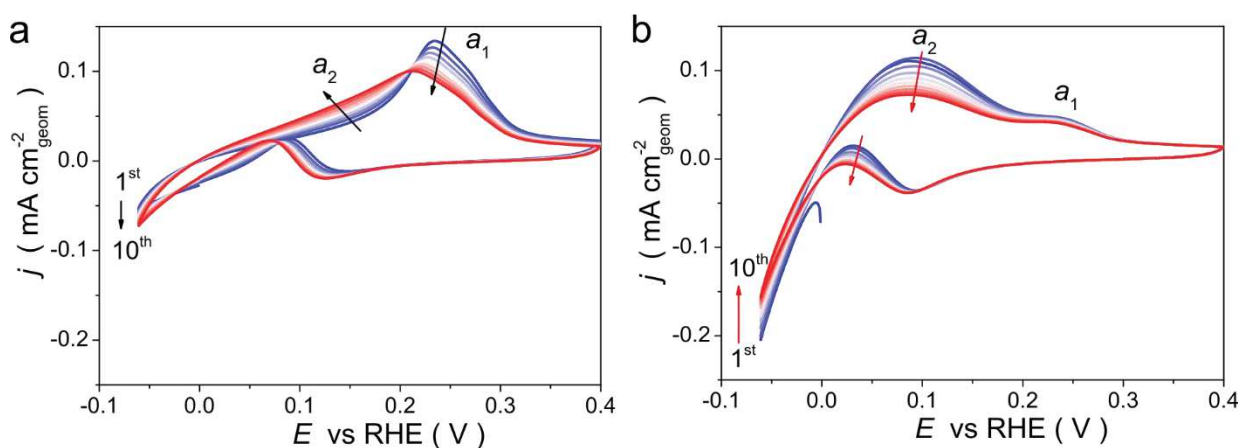 a
j ( mA cm⁻²geom )
0.1
0.0
-0.1
-0.2
-0.1
0.0
0.1
0.2
0.3
0.4
E vs RHE ( V )
a₂
a₁
1ˢᵗ
10ᵗʰ
b
j ( mA cm⁻²geom )
0.1
0.0
-0.1
-0.2
-0.1
0.0
0.1
0.2
0.3
0.4
E vs RHE ( V )
a₂
a₁
10ᵗʰ
1ˢᵗ